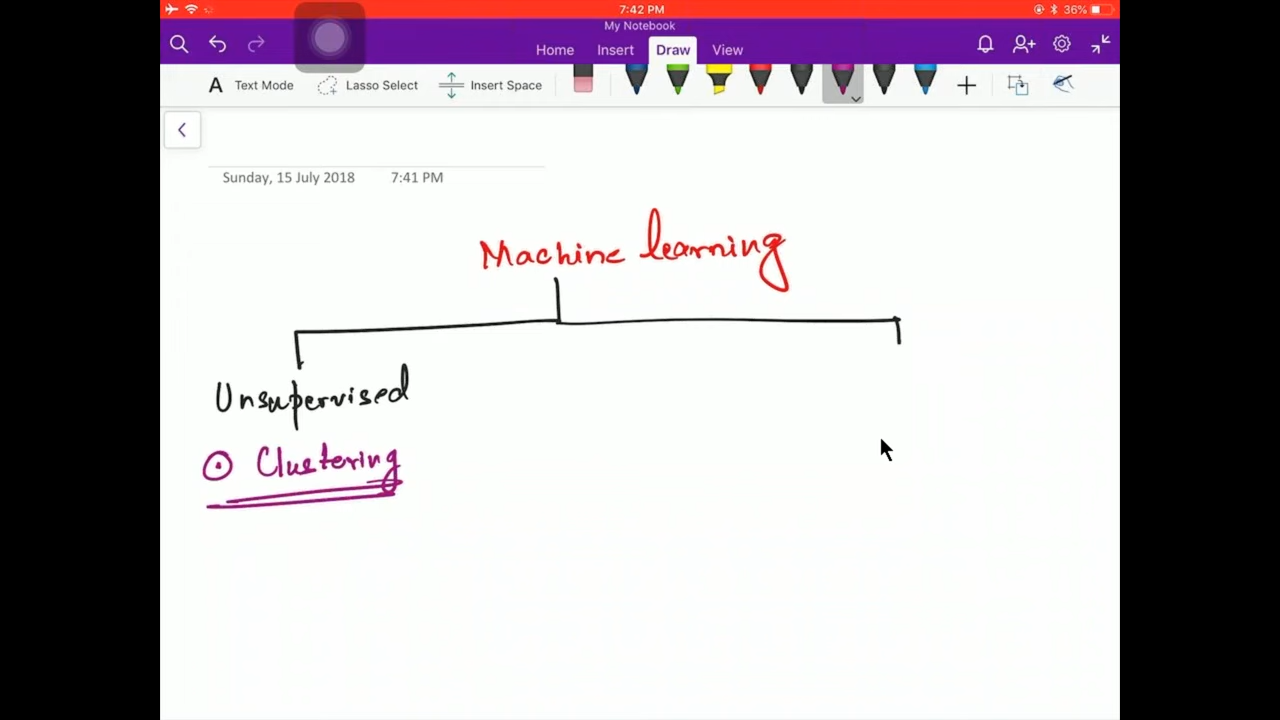 7:42 PM
36%
My Notebook
Home Insert Draw View
A Text Mode Lasso Select Insert Space
Sunday, 15 July 2018 7:41 PM
Machine learning
Unsupervised
Clustering